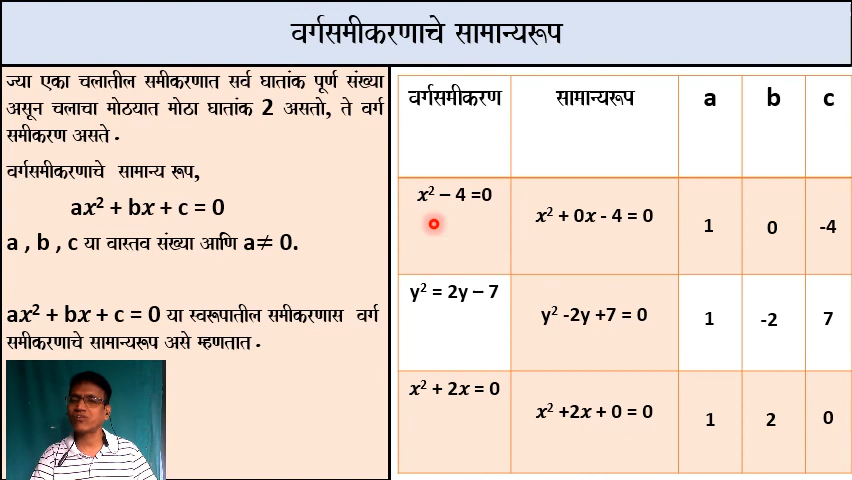 वर्गसमीकरणाचे सामान्यरूप
ज्या एका चलातील समीकरणात सर्व घातांक पूर्ण संख्या
असून चलाचा मोठयात मोठा घातांक 2 असतो, ते वर्ग
समीकरण असते .
वर्गसमीकरणाचे सामान्य रूप,
ax² + bx + c = 0
a , b , c या वास्तव संख्या आणि a≠ 0.
ax² + bx + c = 0 या स्वरूपातील समीकरणास वर्ग
समीकरणाचे सामान्यरूप असे म्हणतात .
वर्गसमीकरण सामान्यरूप a b c
x² – 4 =0 x² + 0x - 4 = 0 1 0 -4
y² = 2y – 7 y² -2y +7 = 0 1 -2 7
x² + 2x = 0 x² +2x + 0 = 0 1 2 0